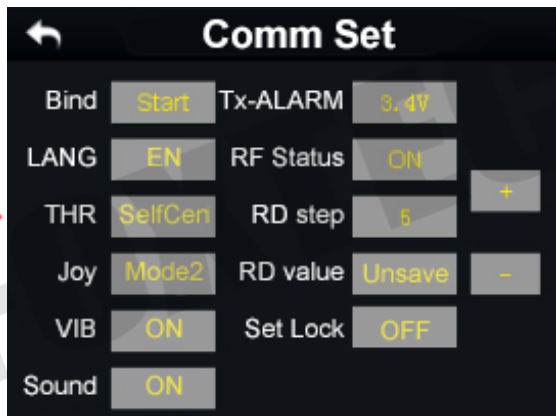 Comm Set
Bind Start Tx-ALARM 3.4V
LANG EN RF Status ON
+
THR SelfCen RD step 5
Joy Mode2 RD value Unsave -
VIB ON Set Lock OFF
Sound ON